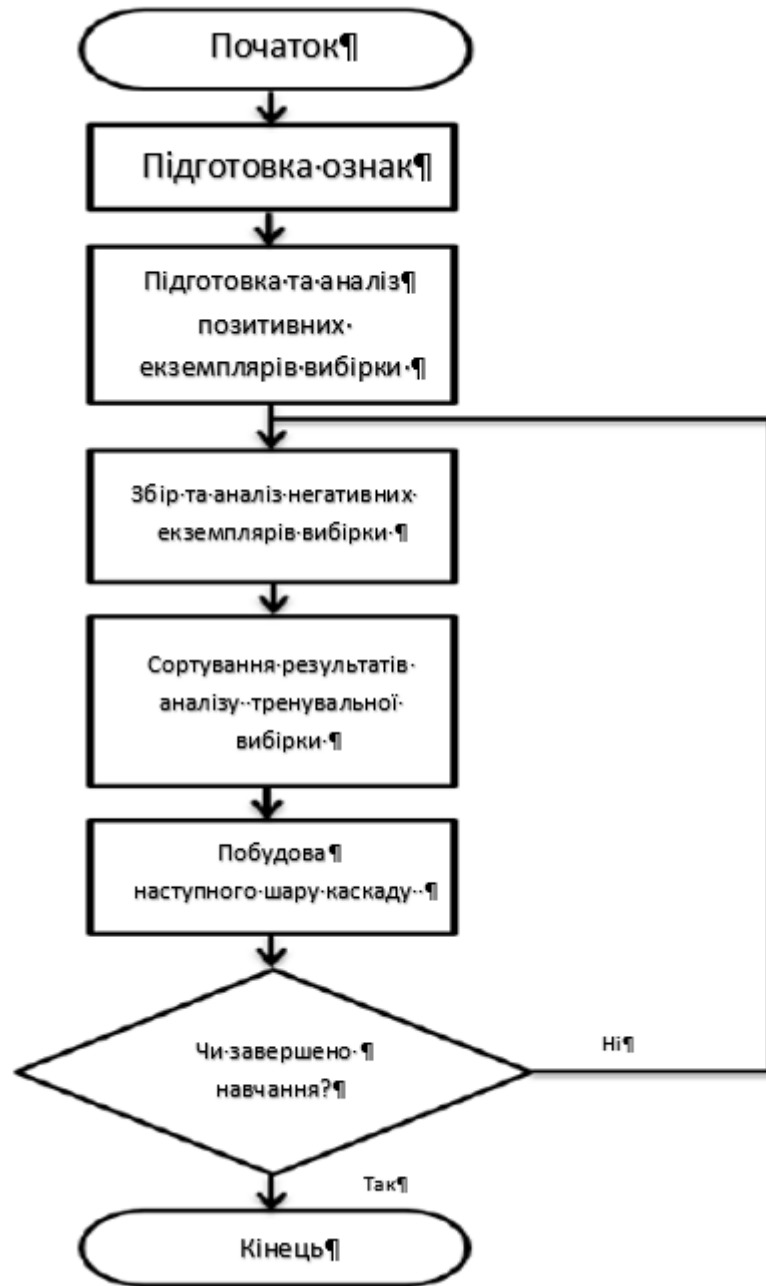 Початок¶
Підготовка·ознак¶
Підготовка·та·аналіз¶
позитивних·
екземплярів·вибірки·¶
Збір·та·аналіз·негативних·
екземплярів·вибірки·¶
Сортування·результатів·
аналізу··тренувальної·
вибірки·¶
Побудова¶
наступного·шару·каскаду··¶
Чи·завершено·¶
навчання?¶
Ні¶
Так¶
Кінець¶